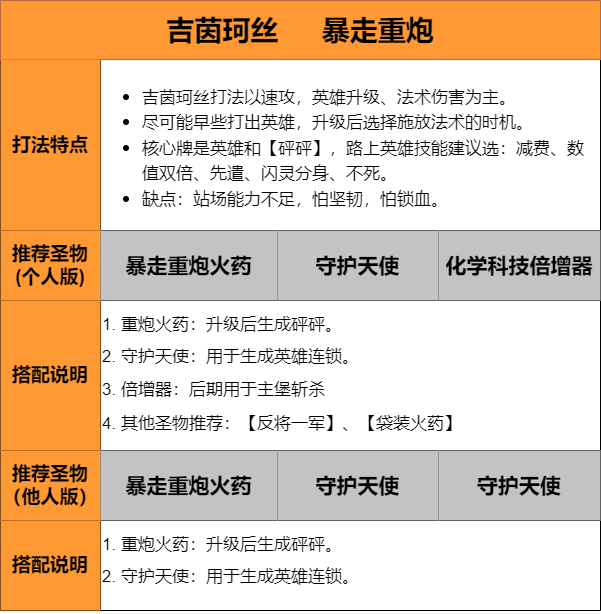 吉茵珂丝 暴走重炮
打法特点
• 吉茵珂丝打法以速攻，英雄升级、法术伤害为主。
• 尽可能早些打出英雄，升级后选择施放法术的时机。
• 核心牌是英雄和【砰砰】，路上英雄技能建议选：减费、数
值双倍、先遣、闪灵分身、不死。
• 缺点：站场能力不足，怕坚韧，怕锁血。
推荐圣物
(个人版)
暴走重炮火药 守护天使 化学科技倍增器
搭配说明
1. 重炮火药：升级后生成砰砰。
2. 守护天使：用于生成英雄连锁。
3. 倍增器：后期用于主堡斩杀
4. 其他圣物推荐：【反将一军】、【袋装火药】
推荐圣物
（他人版）
暴走重炮火药 守护天使 守护天使
搭配说明
1. 重炮火药：升级后生成砰砰。
2. 守护天使：用于生成英雄连锁。